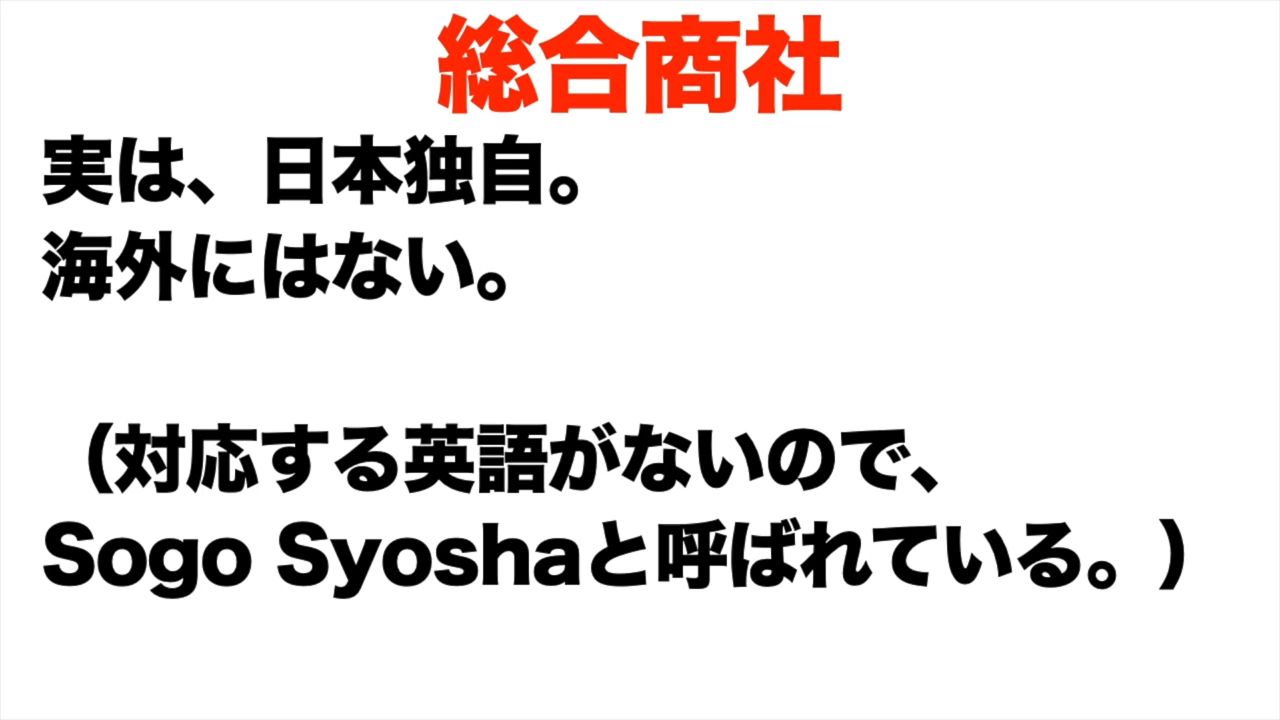 総合商社
実は、日本独自。
海外にはない。
（対応する英語がないので、
Sogo Syoshaと呼ばれている。）